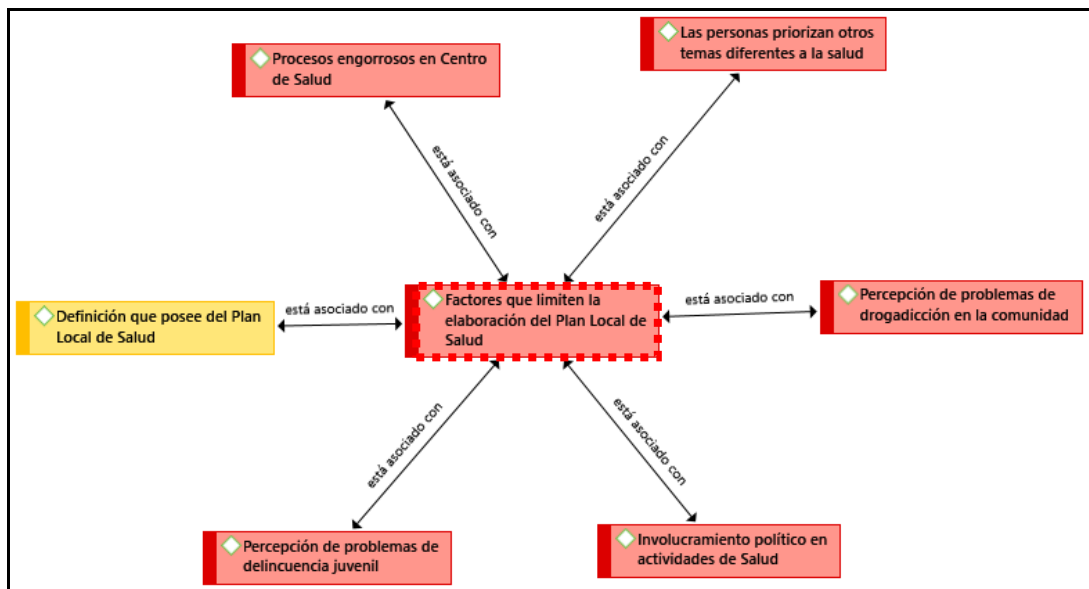 Las personas priorizan otros
temas diferentes a la salud
Procesos engorrosos en Centro
de Salud
está asociado con
está asociado con
Definición que posee del Plan
Local de Salud
está asociado con
Factores que limiten la
elaboración del Plan Local de
Salud
está asociado con
Percepción de problemas de
drogadicción en la comunidad
está asociado con
está asociado con
Percepción de problemas de
delincuencia juvenil
Involucramiento político en
actividades de Salud